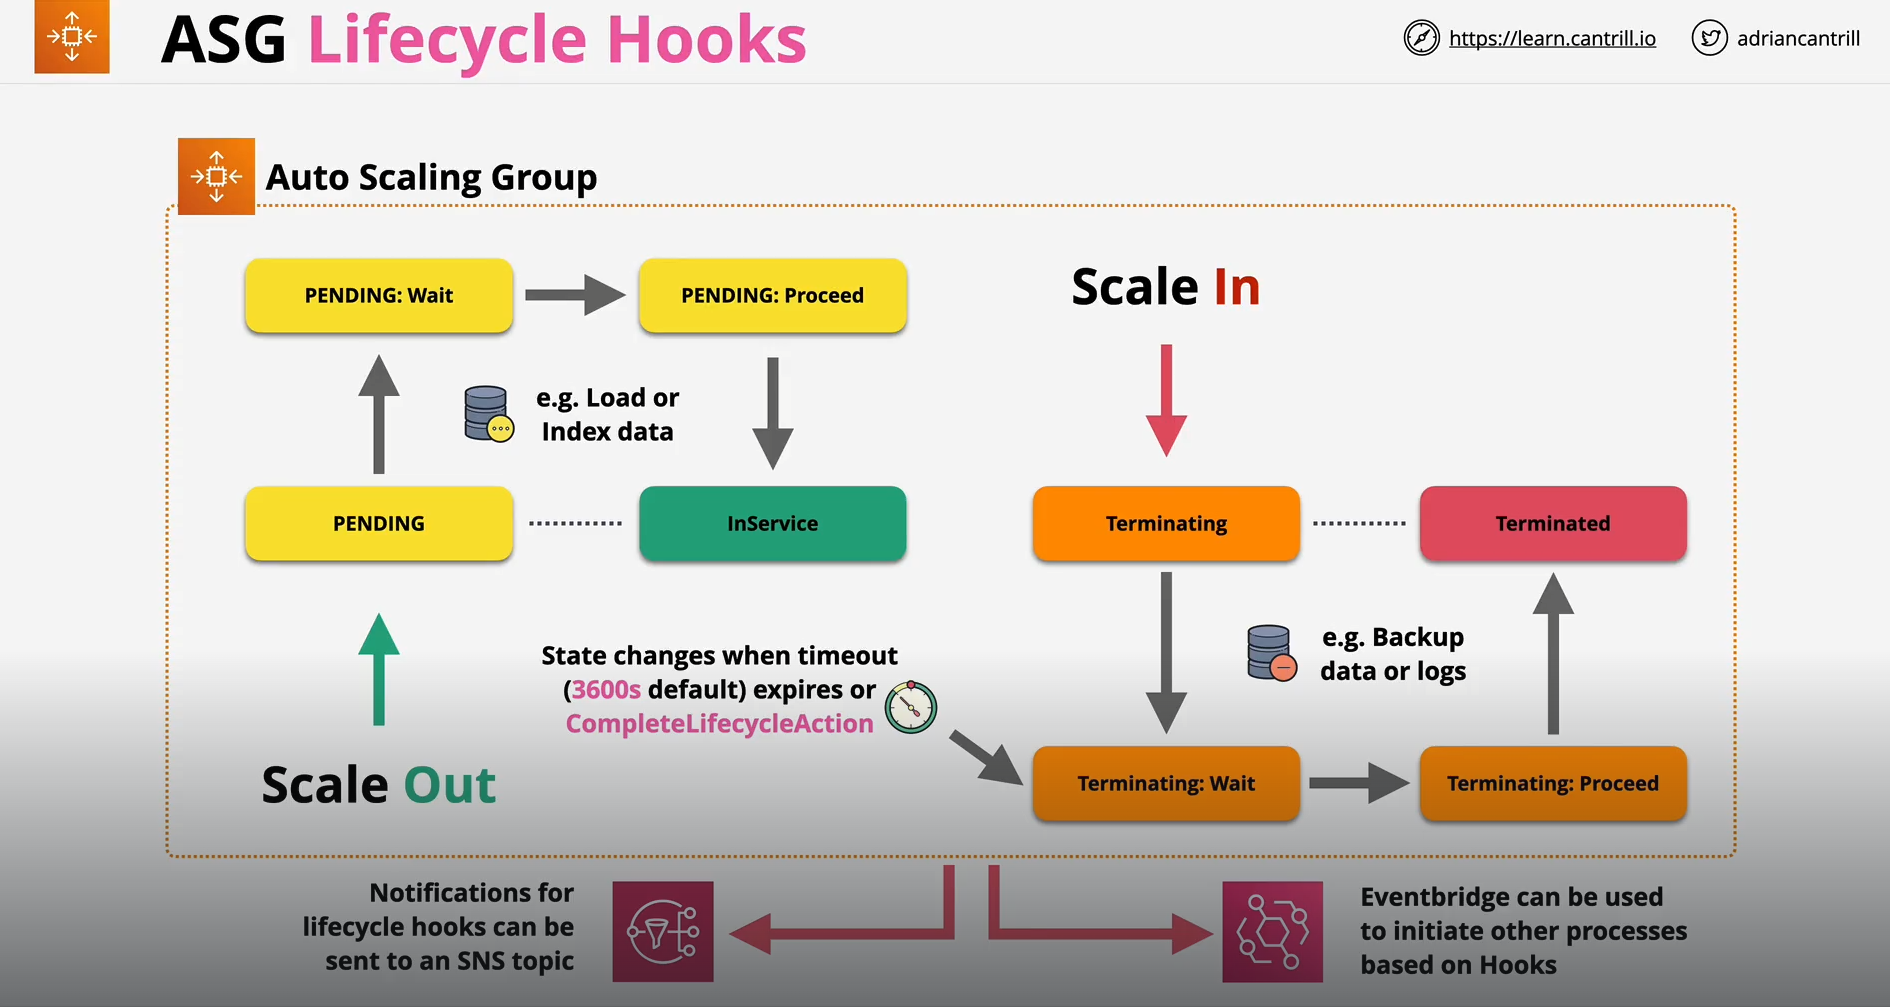 ASG Lifecycle Hooks
https://learn.cantrill.io
adriancantrill
Auto Scaling Group
PENDING: Wait
PENDING: Proceed
Scale In
e.g. Load or
Index data
PENDING
InService
Terminating
Terminated
State changes when timeout
(3600s default) expires or
CompleteLifecycleAction
e.g. Backup
data or logs
Scale Out
Terminating: Wait
Terminating: Proceed
Notifications for
lifecycle hooks can be
sent to an SNS topic
Eventbridge can be used
to initiate other processes
based on Hooks